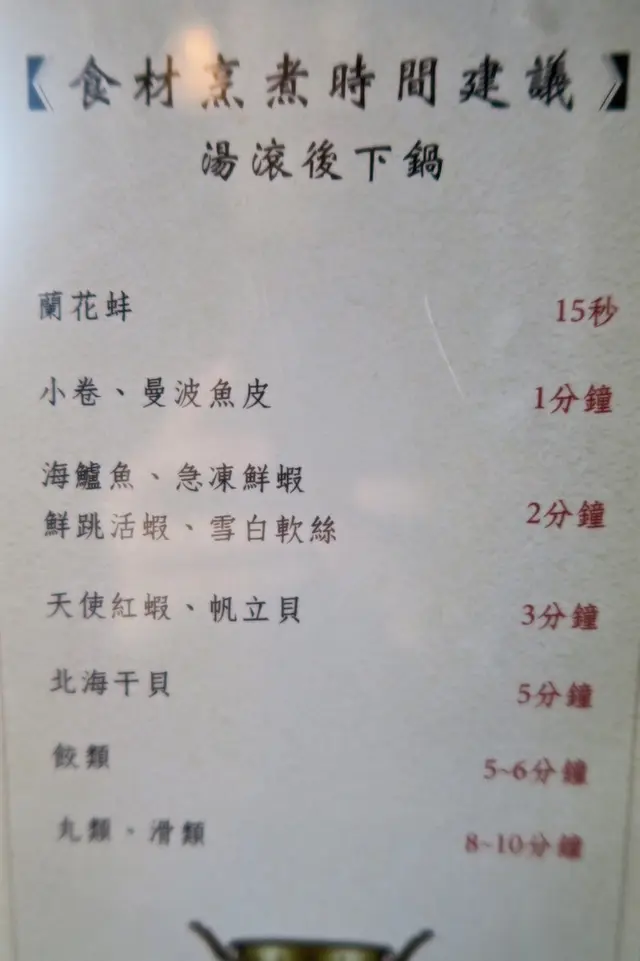 【食材烹煮時間建議】
湯滾後下鍋
蘭花蚌 15秒
小卷、曼波魚皮 1分鐘
海鱸魚、急凍鮮蝦
鮮跳活蝦、雪白軟絲 2分鐘
天使紅蝦、帆立貝 3分鐘
北海干貝 5分鐘
餃類 5~6分鐘
丸類、滑類 8~10分鐘